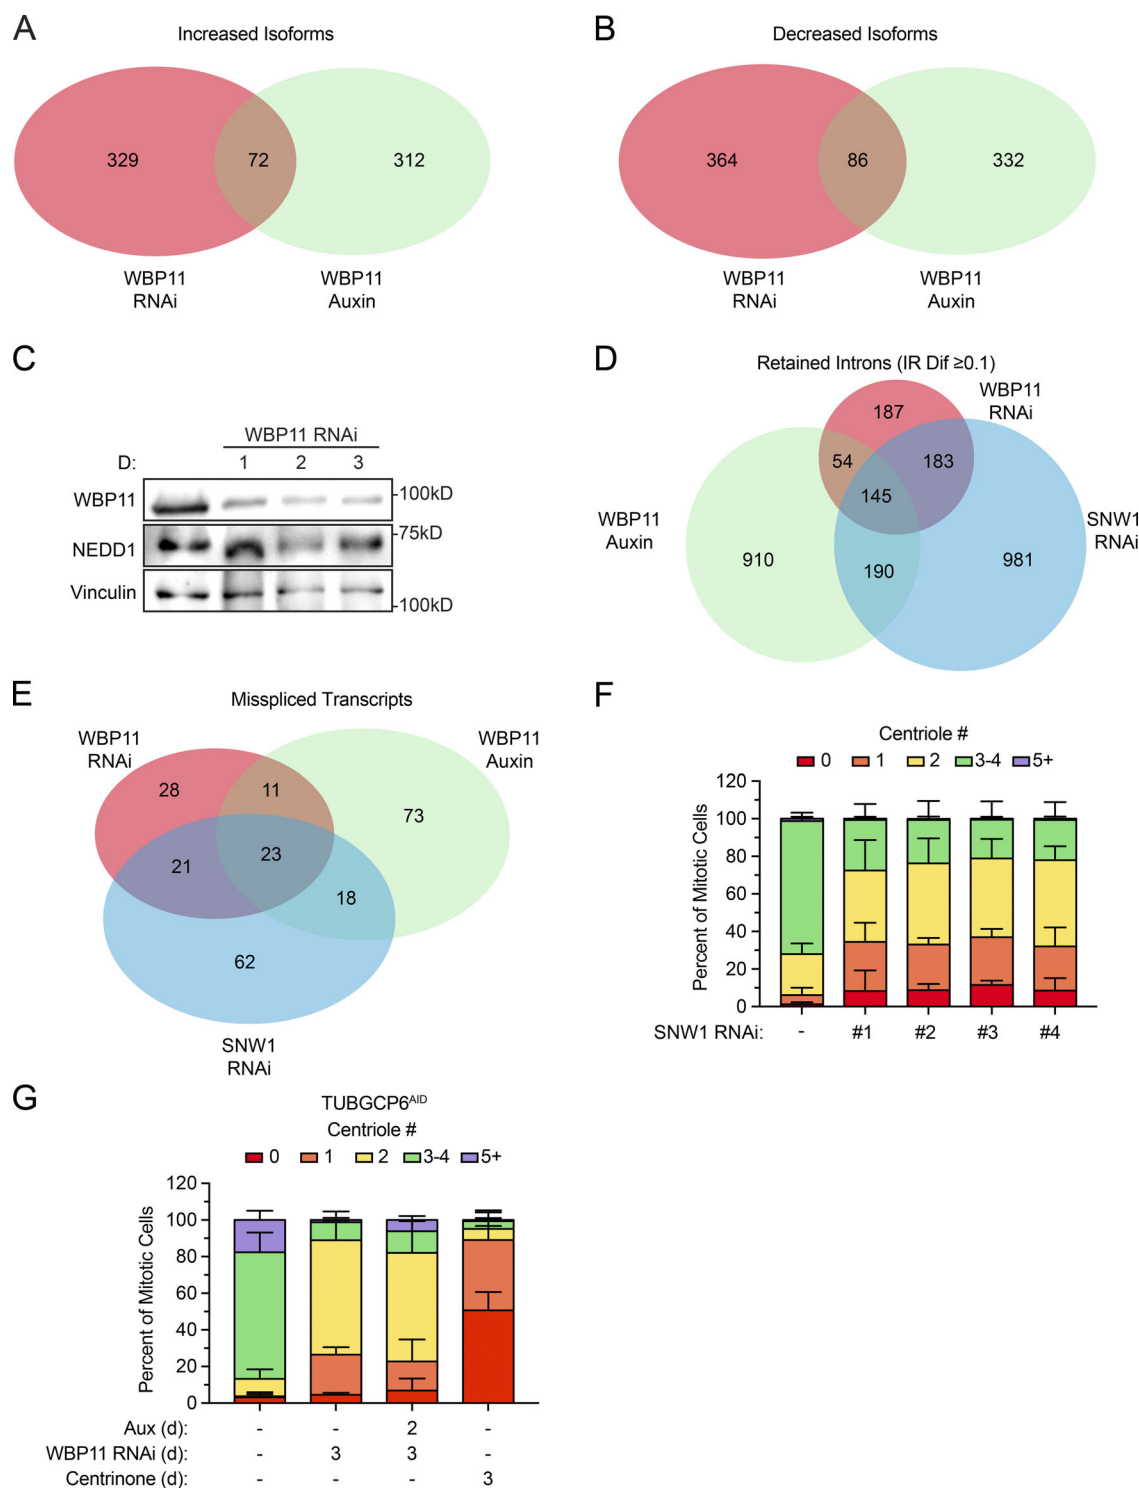 A
Increased Isoforms
329
72
312
WBP11
RNAi
WBP11
Auxin
B
Decreased Isoforms
364
86
332
WBP11
RNAi
WBP11
Auxin
C
WBP11 RNAi
D: 1 2 3
WBP11
-100kD
-75kD
NEDD1
Vinculin
-100kD
D
Retained Introns (IR Dif ≥0.1)
WBP11
RNAi
187
54
183
145
WBP11
Auxin
SNW1
RNAi
910
190
981
E
Misspliced Transcripts
WBP11
RNAi
WBP11
Auxin
28
11
73
21
23
18
62
SNW1
RNAi
F
Centriole #
0 1 2 3-4 5+
Percent of Mitotic Cells
120
100
80
60
40
20
0
SNW1 RNAi: - #1 #2 #3 #4
G
TUBGCP6ᴬᴵᴰ
Centriole #
0 1 2 3-4 5+
Percent of Mitotic Cells
120
100
80
60
40
20
0
Aux (d): - - 2 -
WBP11 RNAi (d): - 3 3 -
Centrinone (d): - - - 3